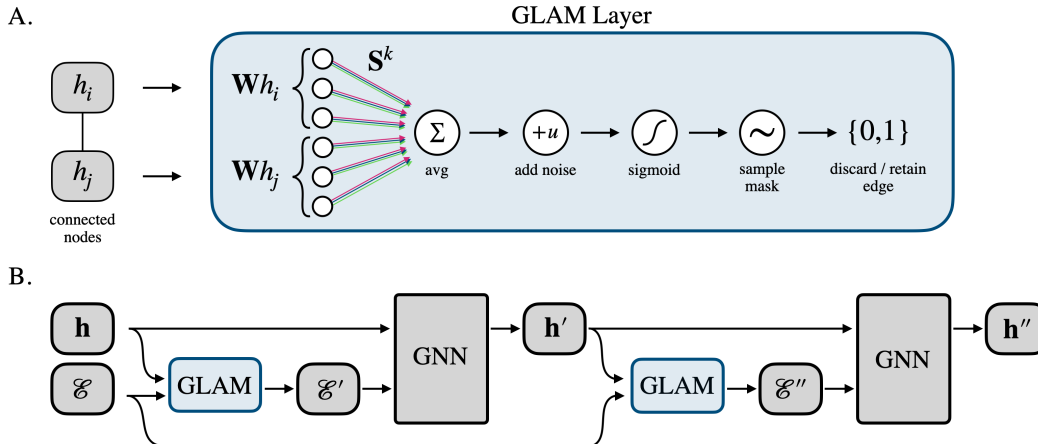 A.
GLAM Layer
h_i
h_j
connected
nodes
Wh_i
Wh_j
S^k
Σ
avg
+u
add noise
sigmoid
~
sample
mask
{0,1}
discard / retain
edge
B.
h
ℰ
GLAM
ℰ′
GNN
h′
GLAM
ℰ″
GNN
h″